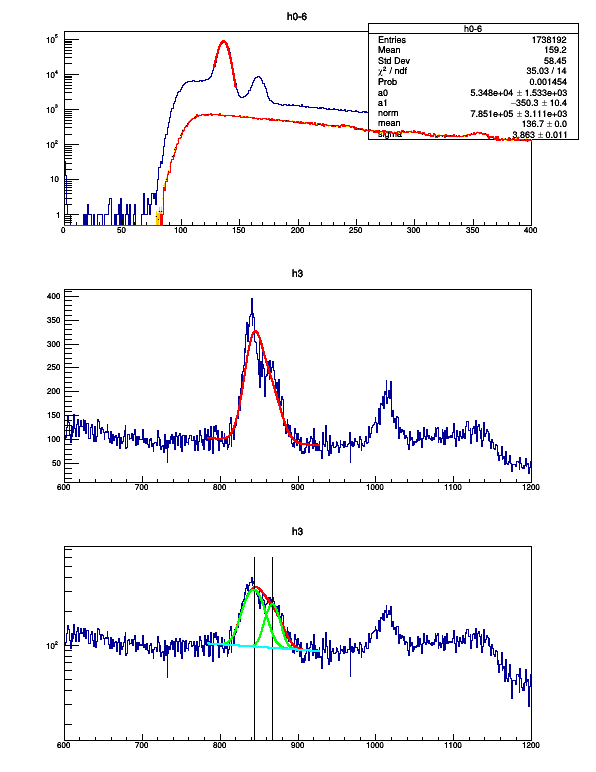 h0-6
h0-6
Entries 1738192
Mean 159.2
Std Dev 58.45
χ² / ndf 35.03 / 14
Prob 0.001454
a0 5.348e+04 ± 1.533e+03
a1 −350.3 ± 10.4
norm 7.851e+05 ± 3.111e+03
mean 136.7 ± 0.0
sigma 3.863 ± 0.011
10⁵
10⁴
10³
10²
10
1
0 50 100 150 200 250 300 350 400
h3
400
350
300
250
200
150
100
50
600 700 800 900 1000 1100 1200
h3
10²
600 700 800 900 1000 1100 1200